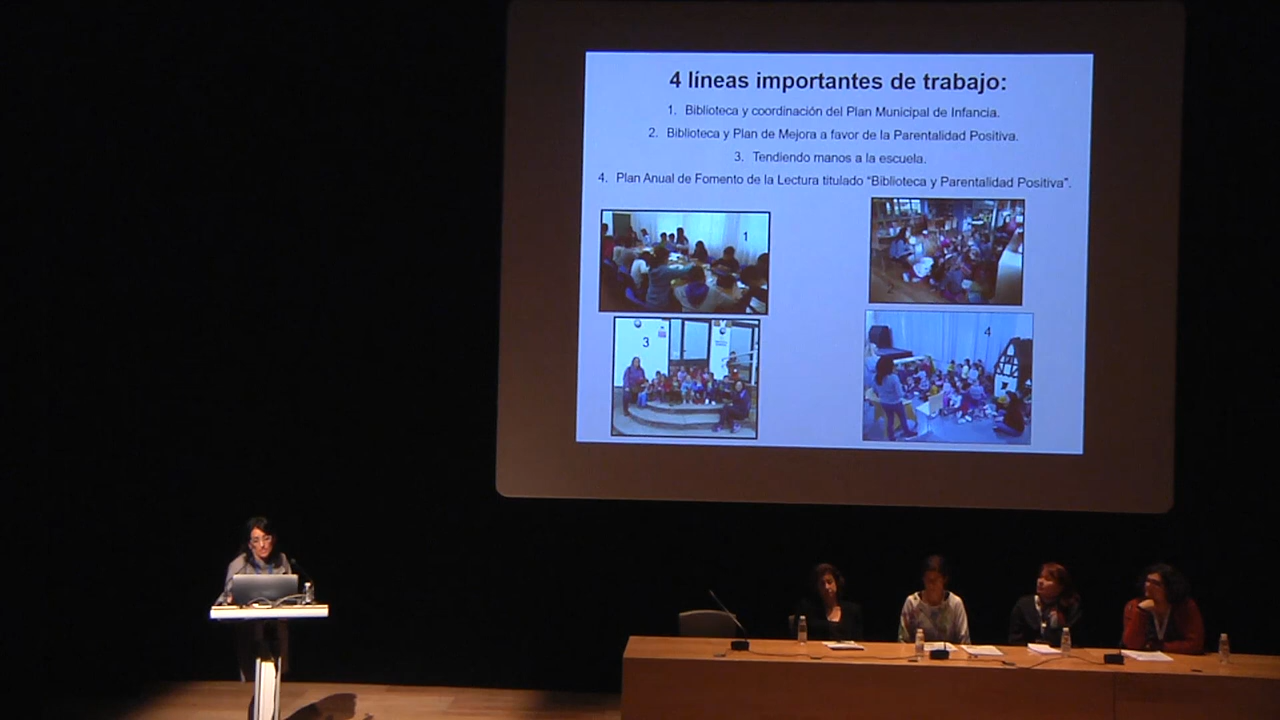 4 líneas importantes de trabajo:
1. Biblioteca y coordinación del Plan Municipal de Infancia.
2. Biblioteca y Plan de Mejora a favor de la Parentalidad Positiva.
3. Tendiendo manos a la escuela.
4. Plan Anual de Fomento de la Lectura titulado “Biblioteca y Parentalidad Positiva”.
1
2
3
4